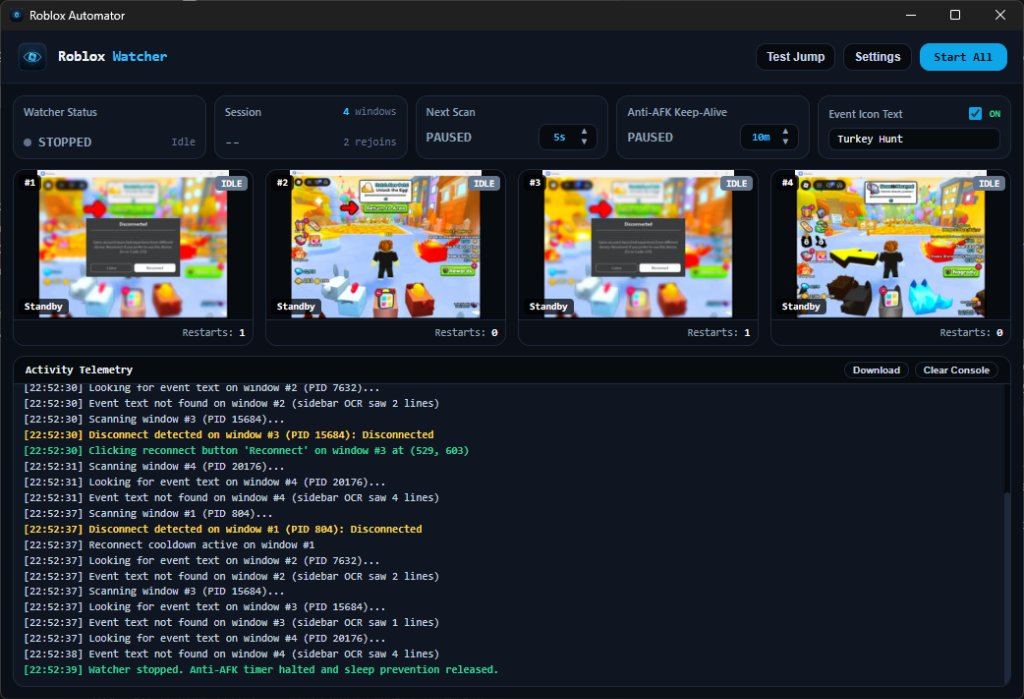 Roblox Automator
Roblox Watcher
Test Jump
Settings
Start All
Watcher Status
STOPPED
Idle
Session
4 windows
--
2 rejoins
Next Scan
PAUSED
5s
Anti-AFK Keep-Alive
PAUSED
10m
Event Icon Text
ON
Turkey Hunt
#1
IDLE
Disconnected
Leave
Reconnect
Standby
Restarts: 1
#2
IDLE
Standby
Restarts: 0
#3
IDLE
Disconnected
Leave
Reconnect
Standby
Restarts: 1
#4
IDLE
Standby
Restarts: 0
Activity Telemetry
Download
Clear Console
[22:52:30] Looking for event text on window #2 (PID 7632)...
[22:52:30] Event text not found on window #2 (sidebar OCR saw 2 lines)
[22:52:30] Scanning window #3 (PID 15684)...
[22:52:30] Disconnect detected on window #3 (PID 15684): Disconnected
[22:52:30] Clicking reconnect button 'Reconnect' on window #3 at (529, 603)
[22:52:31] Scanning window #4 (PID 20176)...
[22:52:31] Looking for event text on window #4 (PID 20176)...
[22:52:31] Event text not found on window #4 (sidebar OCR saw 4 lines)
[22:52:37] Scanning window #1 (PID 804)...
[22:52:37] Disconnect detected on window #1 (PID 804): Disconnected
[22:52:37] Reconnect cooldown active on window #1
[22:52:37] Looking for event text on window #2 (PID 7632)...
[22:52:37] Event text not found on window #2 (sidebar OCR saw 2 lines)
[22:52:37] Scanning window #3 (PID 15684)...
[22:52:37] Looking for event text on window #3 (PID 15684)...
[22:52:37] Event text not found on window #3 (sidebar OCR saw 1 lines)
[22:52:37] Looking for event text on window #4 (PID 20176)...
[22:52:38] Event text not found on window #4 (sidebar OCR saw 4 lines)
[22:52:39] Watcher stopped. Anti-AFK timer halted and sleep prevention released.